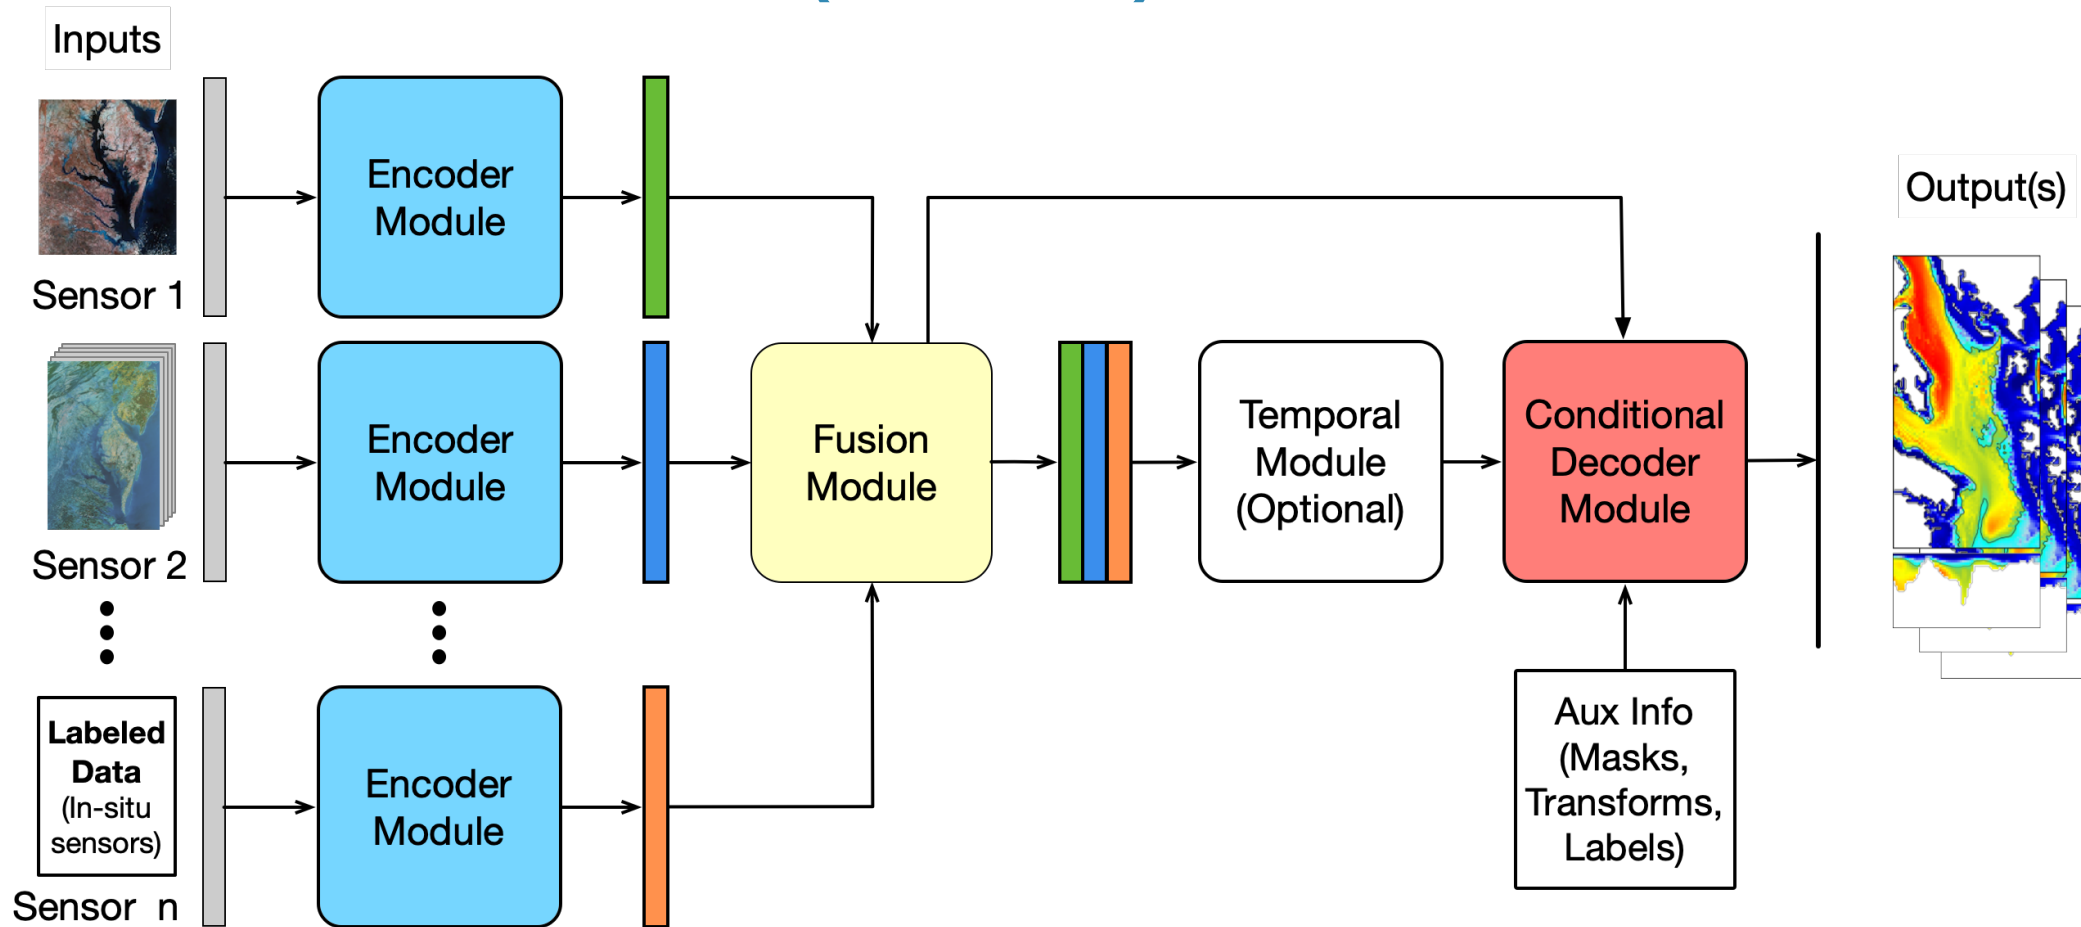 Inputs
Sensor 1
Encoder
Module
Sensor 2
Encoder
Module
Labeled
Data
(In-situ
sensors)
Sensor n
Encoder
Module
Fusion
Module
Temporal
Module
(Optional)
Conditional
Decoder
Module
Aux Info
(Masks,
Transforms,
Labels)
Output(s)